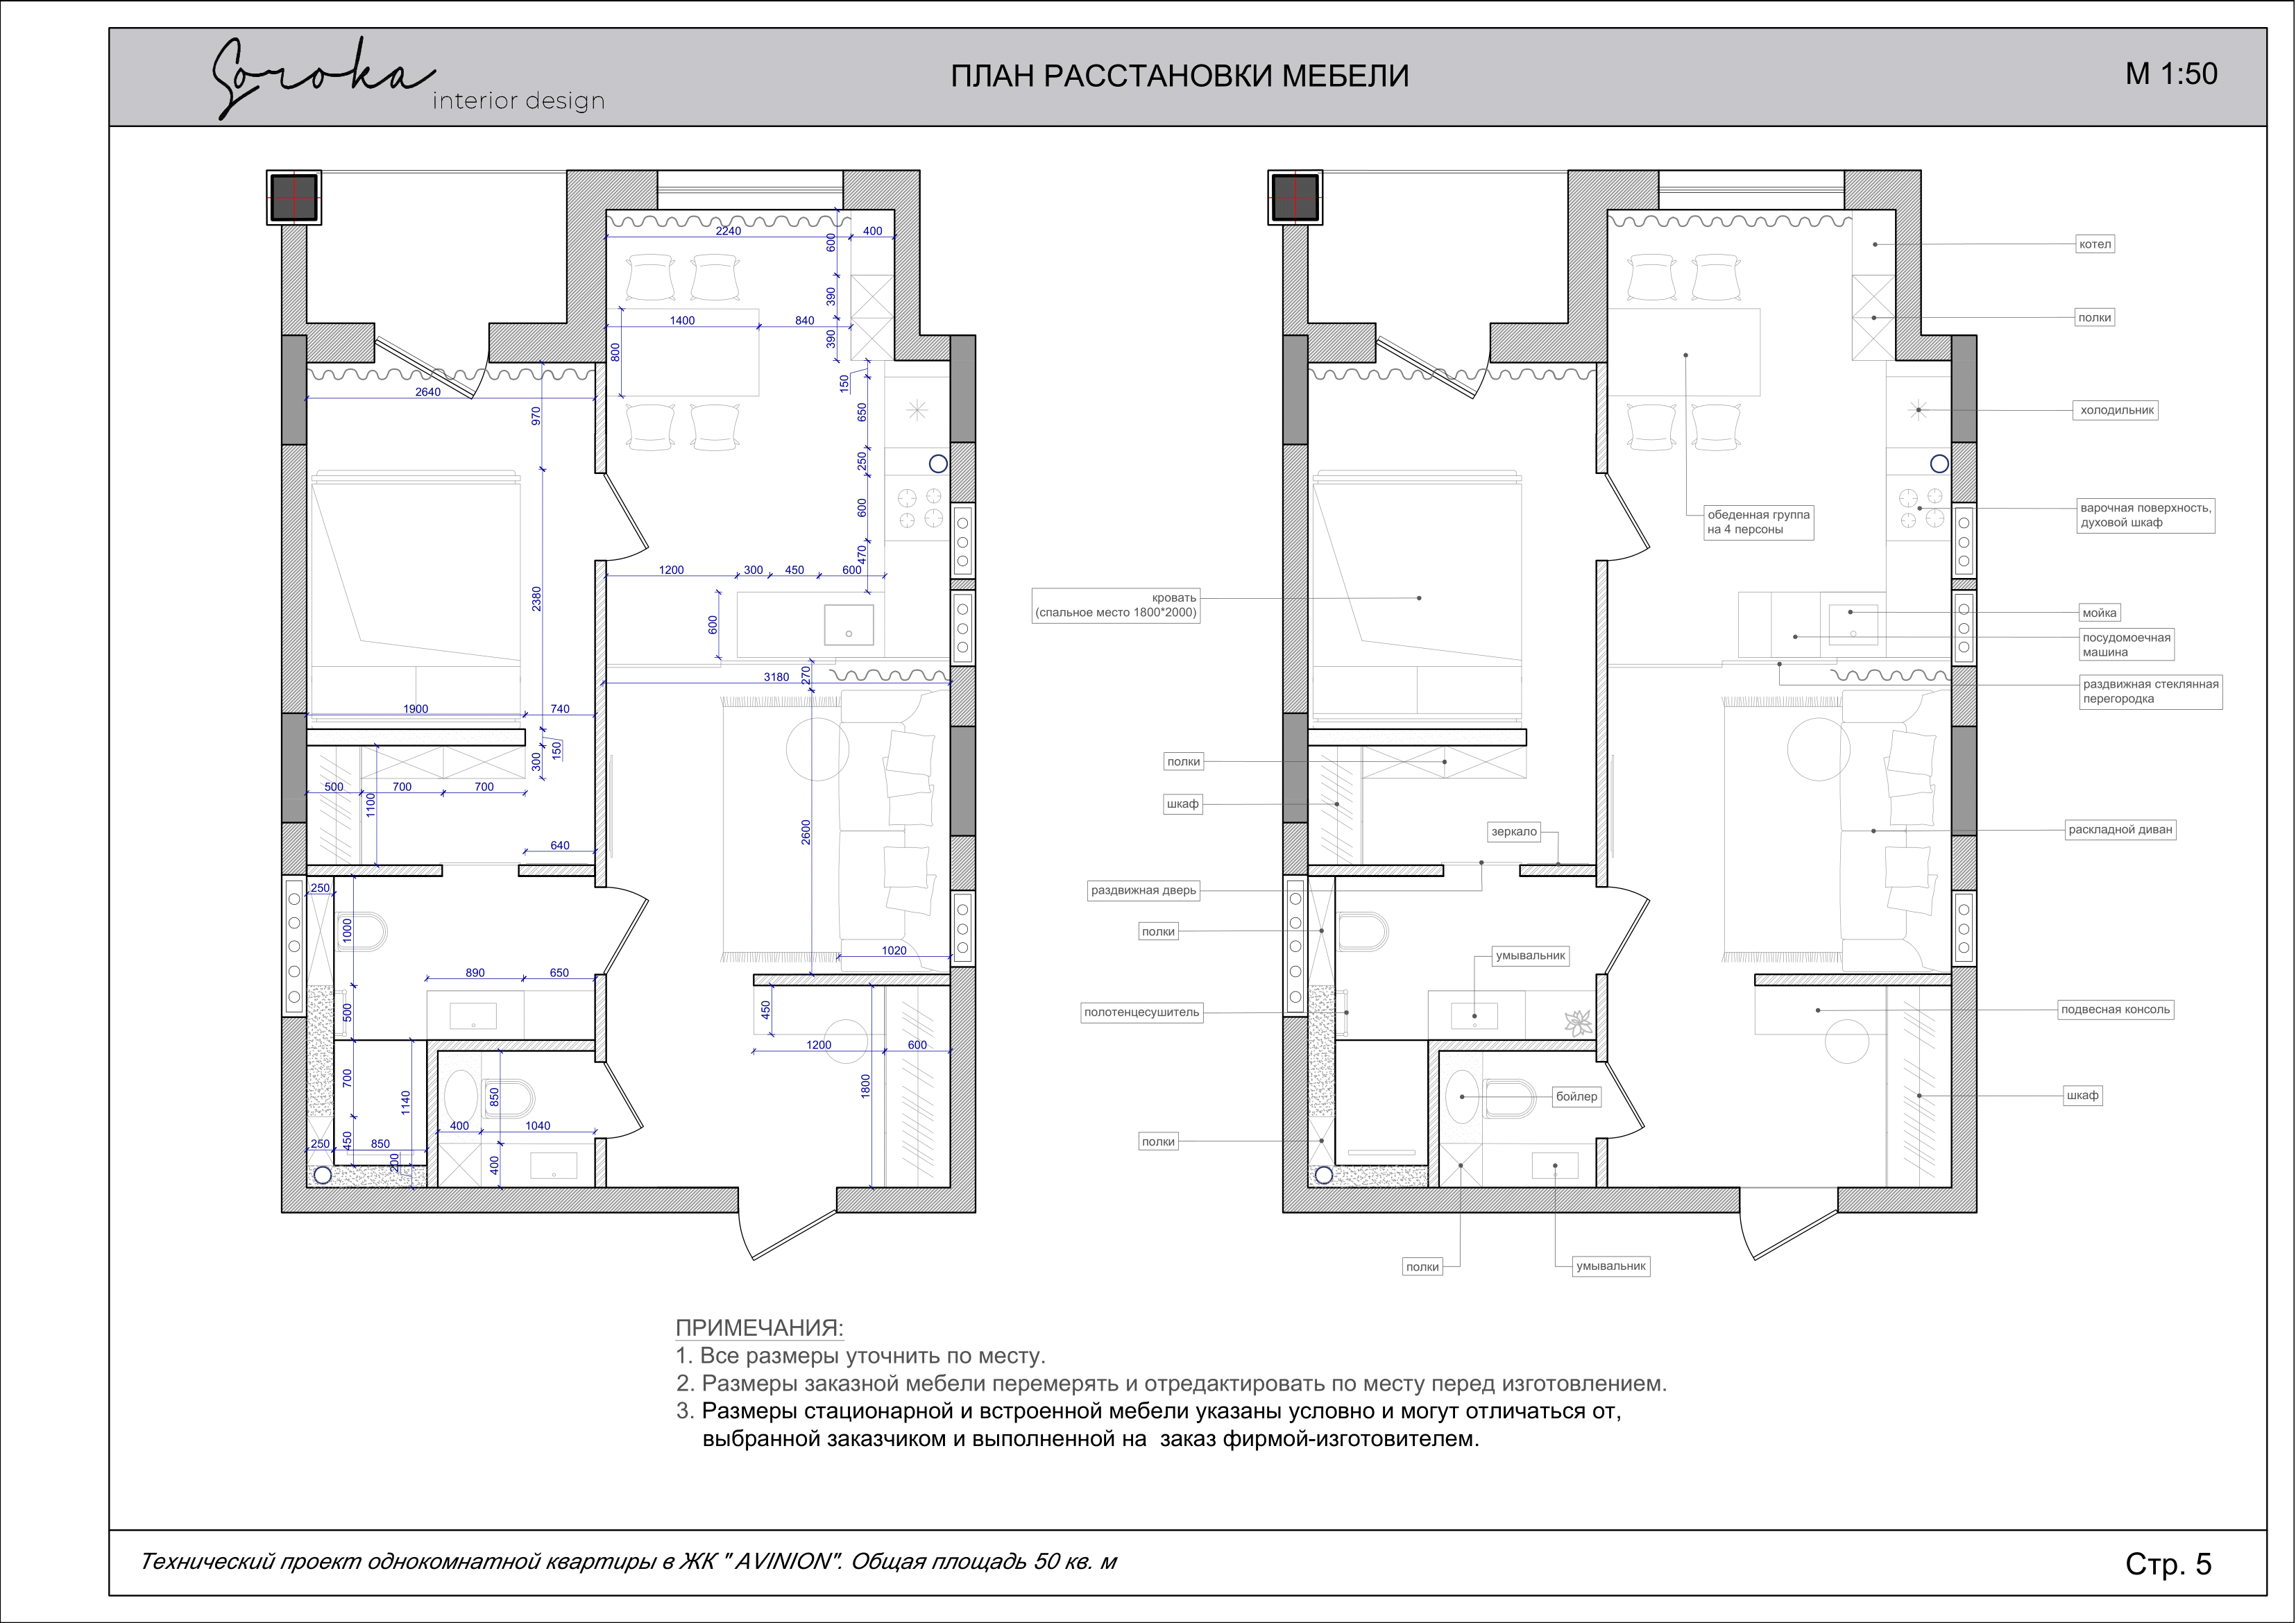 Soroka
interior design
ПЛАН РАССТАНОВКИ МЕБЕЛИ
М 1:50
2240
400
600
390
390
1400
840
800
150
650
250
600
470
2640
970
2380
1200
300
450
600
600
270
3180
1900
740
150
300
500
700
700
1100
640
2600
1020
250
1000
500
890
650
450
1200
600
1800
700
1140
450
250
850
200
850
400
1040
400
котел
полки
холодильник
обеденная группа
на 4 персоны
варочная поверхность,
духовой шкаф
кровать
(спальное место 1800*2000)
мойка
посудомоечная
машина
раздвижная стеклянная
перегородка
полки
шкаф
зеркало
раскладной диван
раздвижная дверь
полки
умывальник
полотенцесушитель
подвесная консоль
бойлер
шкаф
полки
полки
умывальник
ПРИМЕЧАНИЯ:
1. Все размеры уточнить по месту.
2. Размеры заказной мебели перемерять и отредактировать по месту перед изготовлением.
3. Размеры стационарной и встроенной мебели указаны условно и могут отличаться от,
выбранной заказчиком и выполненной на  заказ фирмой-изготовителем.
Технический проект однокомнатной квартиры в ЖК " AVINION". Общая площадь 50 кв. м
Стр. 5